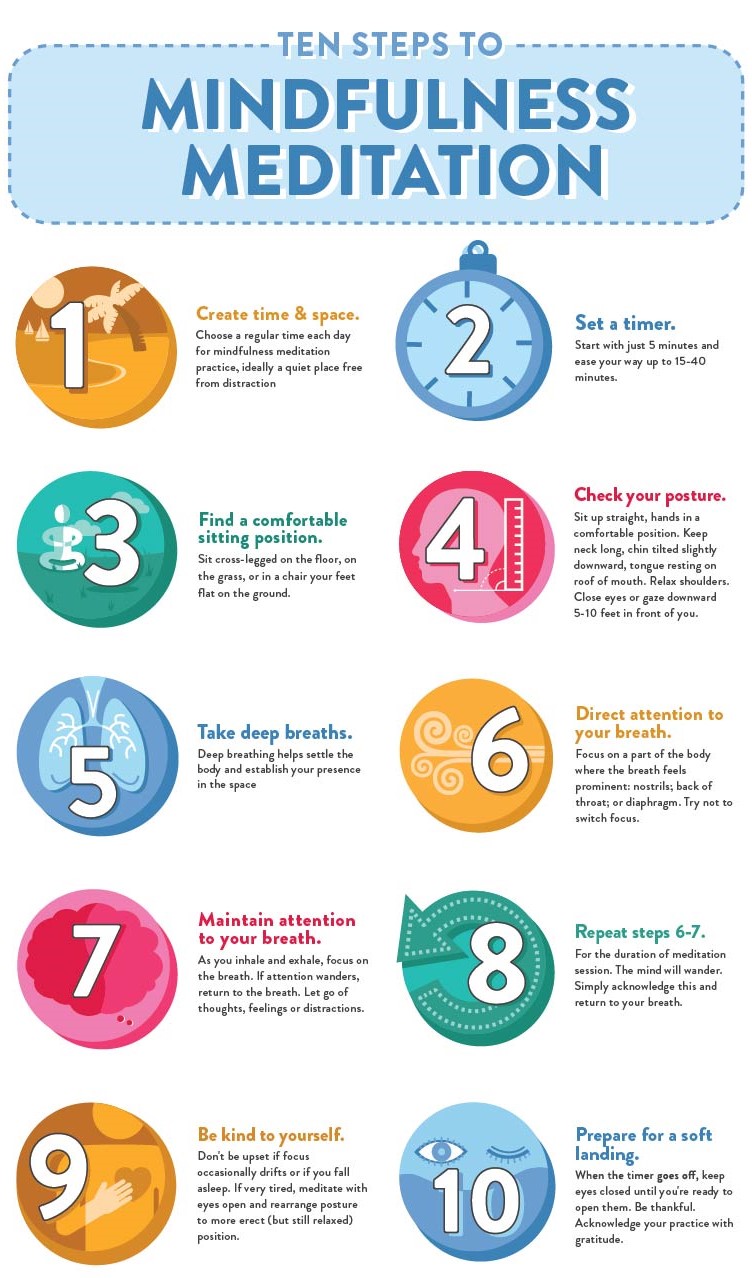 TEN STEPS TO
MINDFULNESS
MEDITATION
1
Create time & space.
Choose a regular time each day
for mindfulness meditation
practice, ideally a quiet place free
from distraction
2
Set a timer.
Start with just 5 minutes and
ease your way up to 15-40
minutes.
3
Find a comfortable
sitting position.
Sit cross-legged on the floor, on
the grass, or in a chair your feet
flat on the ground.
4
Check your posture.
Sit up straight, hands in a
comfortable position. Keep
neck long, chin tilted slightly
downward, tongue resting on
roof of mouth. Relax shoulders.
Close eyes or gaze downward
5-10 feet in front of you.
5
Take deep breaths.
Deep breathing helps settle the
body and establish your presence
in the space
6
Direct attention to
your breath.
Focus on a part of the body
where the breath feels
prominent: nostrils; back of
throat; or diaphragm. Try not to
switch focus.
7
Maintain attention
to your breath.
As you inhale and exhale, focus on
the breath. If attention wanders,
return to the breath. Let go of
thoughts, feelings or distractions.
8
Repeat steps 6-7.
For the duration of meditation
session. The mind will wander.
Simply acknowledge this and
return to your breath.
9
Be kind to yourself.
Don't be upset if focus
occasionally drifts or if you fall
asleep. If very tired, meditate with
eyes open and rearrange posture
to more erect (but still relaxed)
position.
10
Prepare for a soft
landing.
When the timer goes off, keep
eyes closed until you're ready to
open them. Be thankful.
Acknowledge your practice with
gratitude.